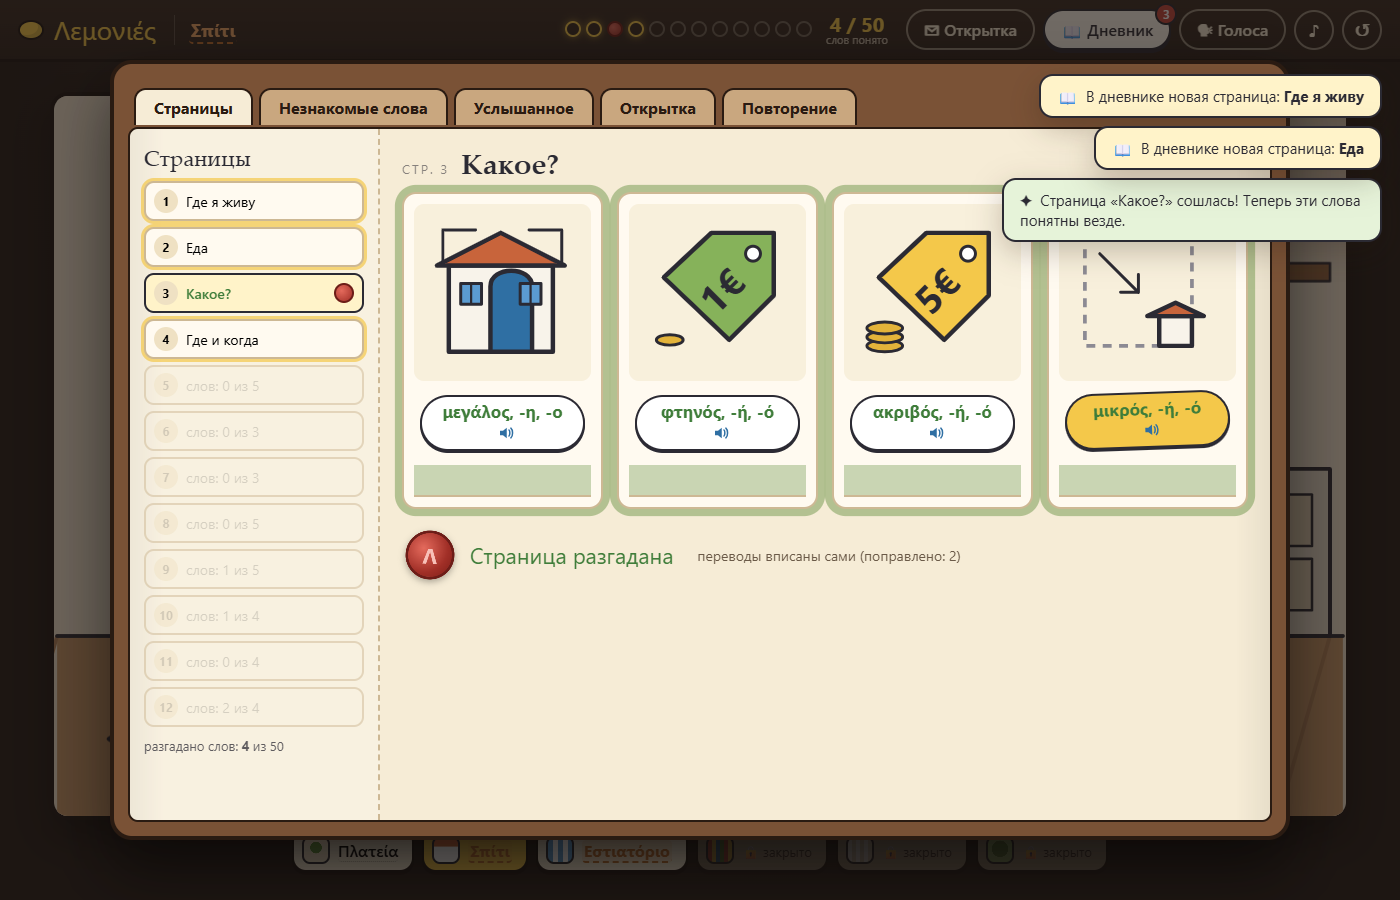 Λεμονιές
Σπίτι
4 / 50
слов понято
Открытка
Дневник
3
Голоса
Страницы
Незнакомые слова
Услышанное
Открытка
Повторение
В дневнике новая страница: Где я живу
В дневнике новая страница: Еда
Страница «Какое?» сошлась! Теперь эти слова
понятны везде.
Страницы
1 Где я живу
2 Еда
3 Какое?
4 Где и когда
5 слов: 0 из 5
6 слов: 0 из 3
7 слов: 0 из 3
8 слов: 0 из 5
9 слов: 1 из 5
10 слов: 1 из 4
11 слов: 0 из 4
12 слов: 2 из 4
разгадано слов: 4 из 50
СТР. 3 Какое?
1€
5€
μεγάλος, -η, -ο
φτηνός, -ή, -ό
ακριβός, -ή, -ό
μικρός, -ή, -ό
Λ
Страница разгадана
переводы вписаны сами (поправлено: 2)
Πλατεία
Σπίτι
Εστιατόριο
закрыто
закрыто
закрыто